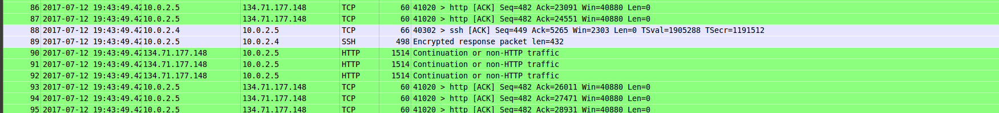 86 2017-07-12 19:43:49.42 10.0.2.5 134.71.177.148 TCP 60 41020 > http [ACK] Seq=482 Ack=23091 Win=40880 Len=0
87 2017-07-12 19:43:49.42 10.0.2.5 134.71.177.148 TCP 60 41020 > http [ACK] Seq=482 Ack=24551 Win=40880 Len=0
88 2017-07-12 19:43:49.42 10.0.2.4 10.0.2.5 TCP 66 40302 > ssh [ACK] Seq=449 Ack=5265 Win=2303 Len=0 TSval=1905288 TSecr=1191512
89 2017-07-12 19:43:49.42 10.0.2.5 10.0.2.4 SSH 498 Encrypted response packet len=432
90 2017-07-12 19:43:49.42 134.71.177.148 10.0.2.5 HTTP 1514 Continuation or non-HTTP traffic
91 2017-07-12 19:43:49.42 134.71.177.148 10.0.2.5 HTTP 1514 Continuation or non-HTTP traffic
92 2017-07-12 19:43:49.42 134.71.177.148 10.0.2.5 HTTP 1514 Continuation or non-HTTP traffic
93 2017-07-12 19:43:49.42 10.0.2.5 134.71.177.148 TCP 60 41020 > http [ACK] Seq=482 Ack=26011 Win=40880 Len=0
94 2017-07-12 19:43:49.42 10.0.2.5 134.71.177.148 TCP 60 41020 > http [ACK] Seq=482 Ack=27471 Win=40880 Len=0
95 2017-07-12 19:43:49.42 10.0.2.5 134.71.177.148 TCP 60 41020 > http [ACK] Seq=482 Ack=28931 Win=40880 Len=0